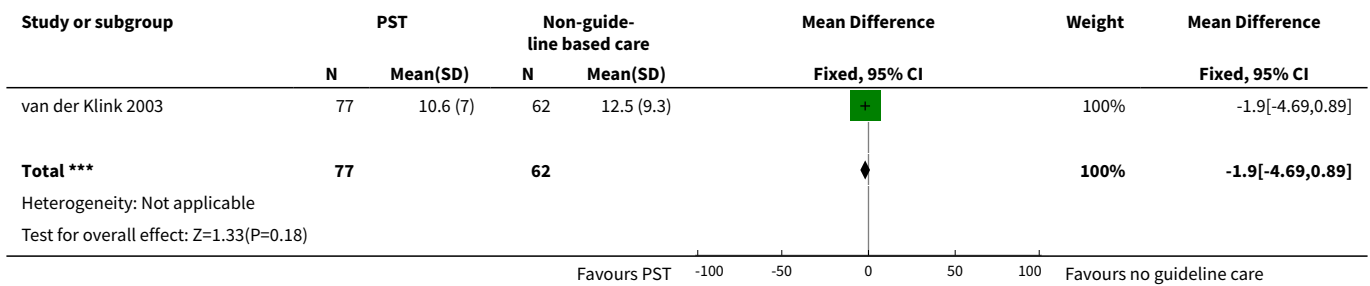 Study or subgroup PST Non-guide- Mean Difference Weight Mean Difference
line based care
N Mean(SD) N Mean(SD) Fixed, 95% CI Fixed, 95% CI
van der Klink 2003 77 10.6 (7) 62 12.5 (9.3) 100% -1.9[-4.69,0.89]
Total *** 77 62 100% -1.9[-4.69,0.89]
Heterogeneity: Not applicable
Test for overall effect: Z=1.33(P=0.18)
Favours PST -100 -50 0 50 100 Favours no guideline care